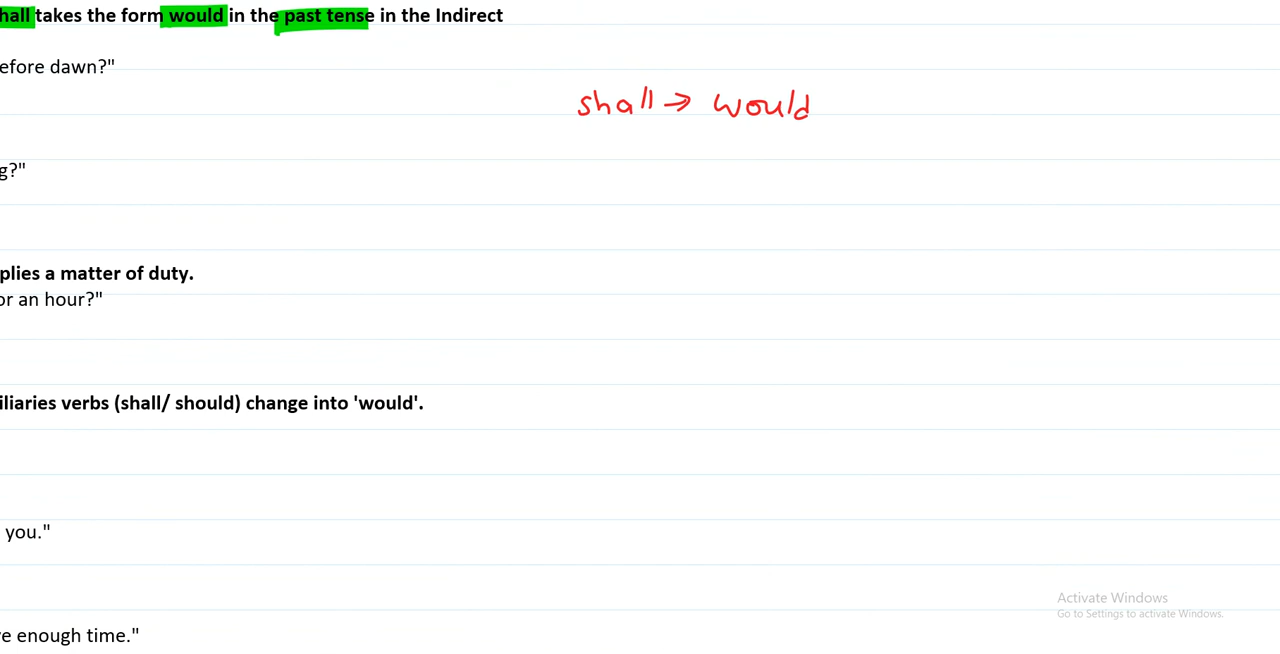 hall takes the form would in the past tense in the Indirect
efore dawn?"
shall → would
g?"
plies a matter of duty.
or an hour?"
iliaries verbs (shall/ should) change into 'would'.
you."
Activate Windows
Go to Settings to activate Windows.
e enough time."